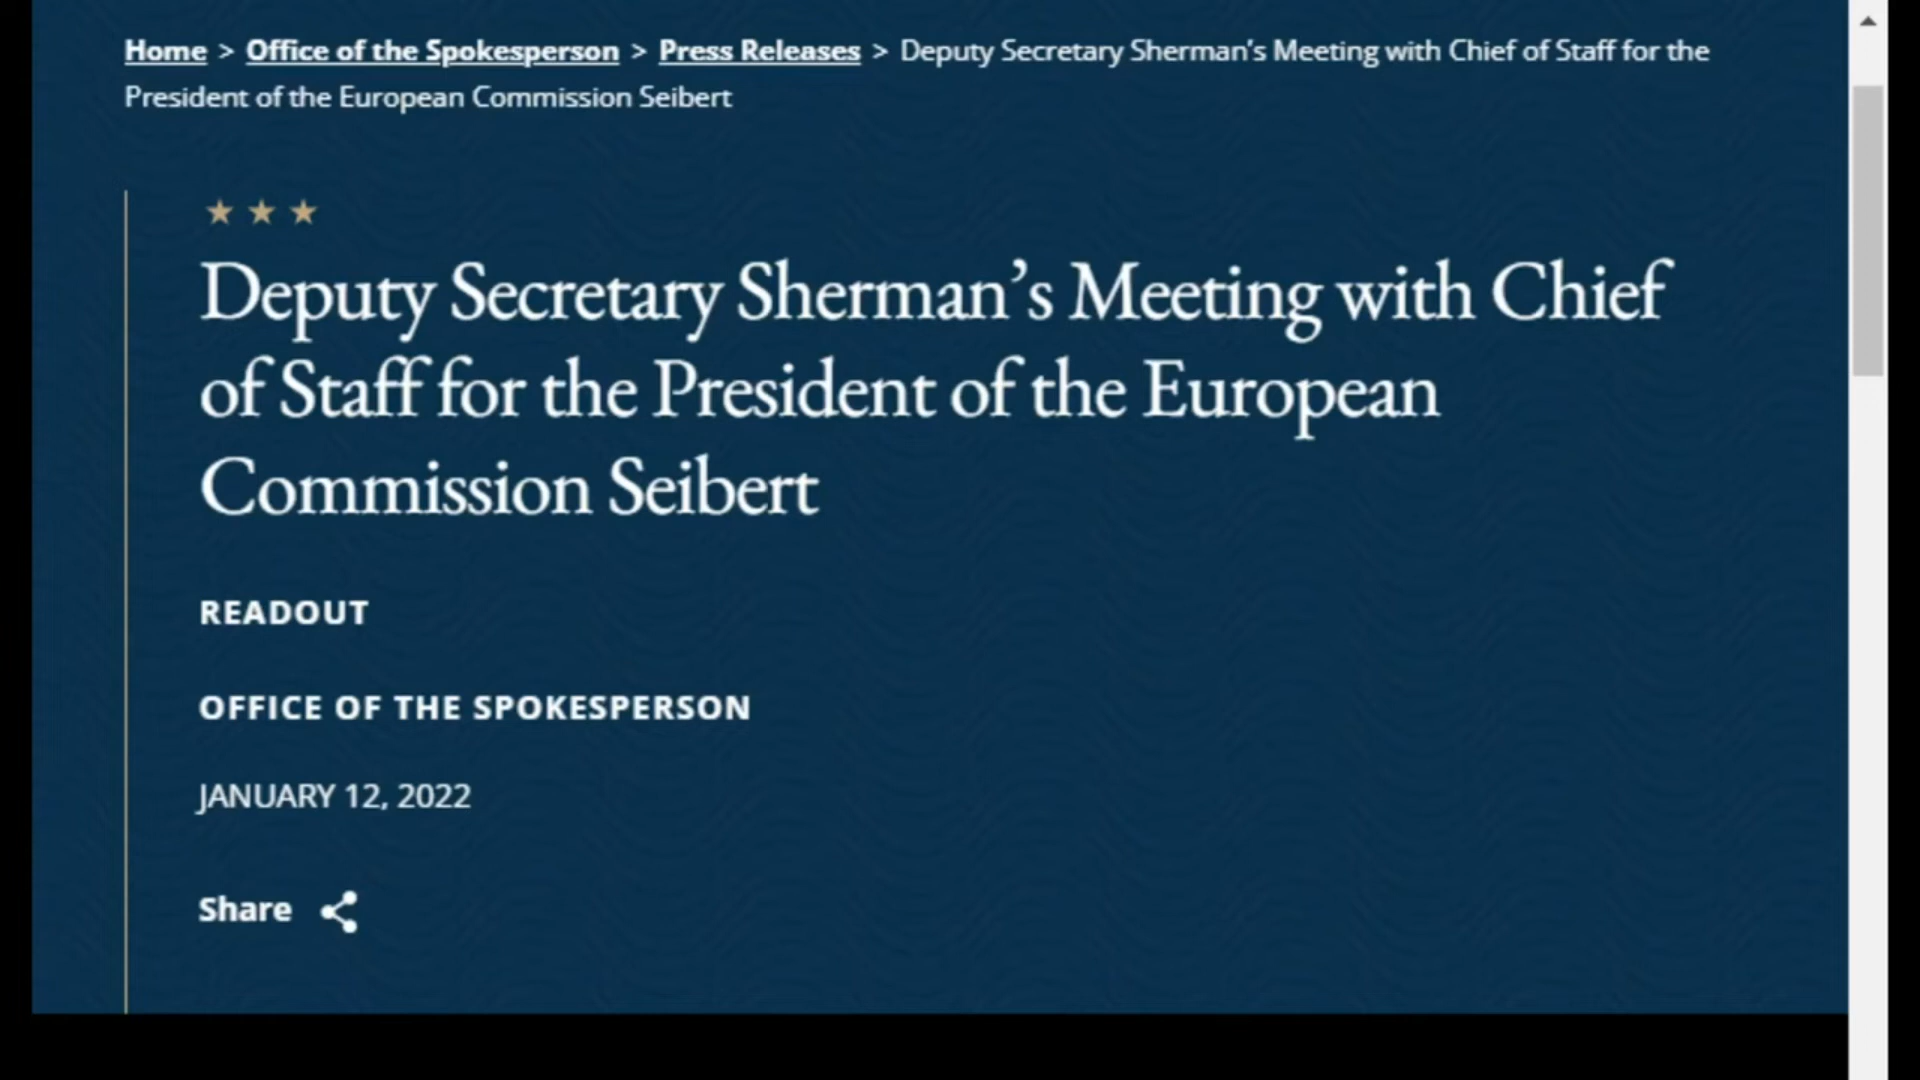 Home > Office of the Spokesperson > Press Releases > Deputy Secretary Sherman’s Meeting with Chief of Staff for the
President of the European Commission Seibert
Deputy Secretary Sherman’s Meeting with Chief
of Staff for the President of the European
Commission Seibert
READOUT
OFFICE OF THE SPOKESPERSON
JANUARY 12, 2022
Share